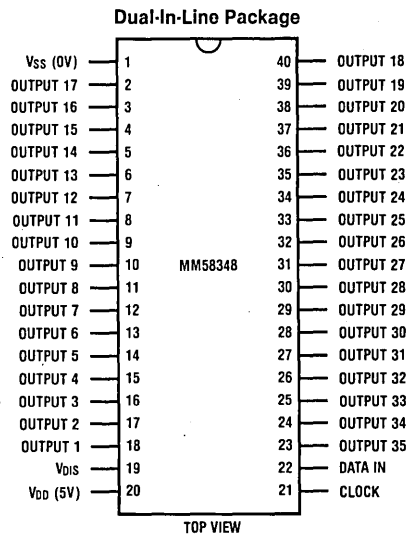 Dual-In-Line Package
VSS (0V) 1 40 OUTPUT 18
OUTPUT 17 2 39 OUTPUT 19
OUTPUT 16 3 38 OUTPUT 20
OUTPUT 15 4 37 OUTPUT 21
OUTPUT 14 5 36 OUTPUT 22
OUTPUT 13 6 35 OUTPUT 23
OUTPUT 12 7 34 OUTPUT 24
OUTPUT 11 8 33 OUTPUT 25
OUTPUT 10 9 32 OUTPUT 26
OUTPUT 9 10 MM58348 31 OUTPUT 27
OUTPUT 8 11 30 OUTPUT 28
OUTPUT 7 12 29 OUTPUT 29
OUTPUT 6 13 28 OUTPUT 30
OUTPUT 5 14 27 OUTPUT 31
OUTPUT 4 15 26 OUTPUT 32
OUTPUT 3 16 25 OUTPUT 33
OUTPUT 2 17 24 OUTPUT 34
OUTPUT 1 18 23 OUTPUT 35
VDIS 19 22 DATA IN
VDD (5V) 20 21 CLOCK
TOP VIEW